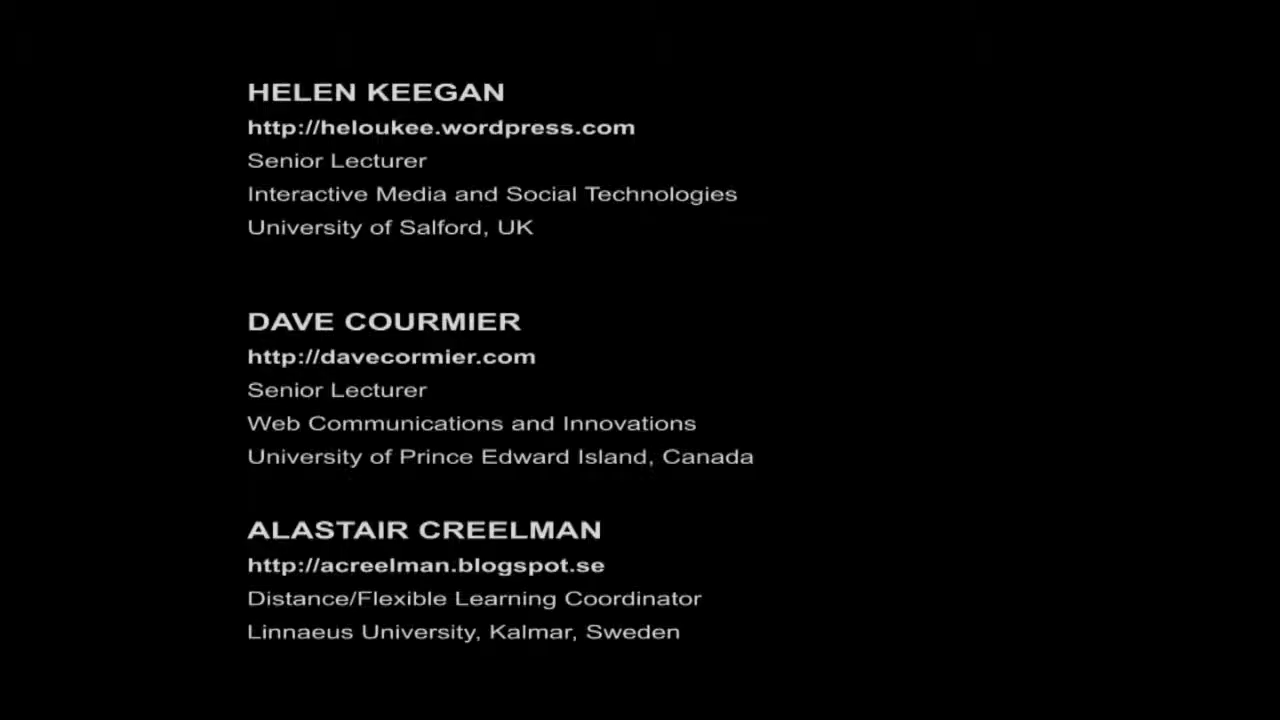 HELEN KEEGAN
http://heloukee.wordpress.com
Senior Lecturer
Interactive Media and Social Technologies
University of Salford, UK
DAVE COURMIER
http://davecormier.com
Senior Lecturer
Web Communications and Innovations
University of Prince Edward Island, Canada
ALASTAIR CREELMAN
http://acreelman.blogspot.se
Distance/Flexible Learning Coordinator
Linnaeus University, Kalmar, Sweden